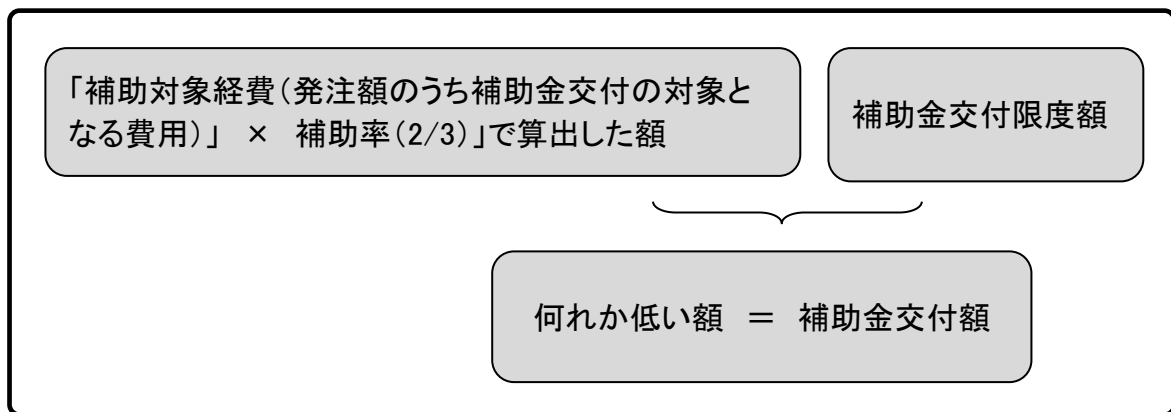 「補助対象経費(発注額のうち補助金交付の対象と
なる費用)」 × 補助率(2/3)」で算出した額
補助金交付限度額
何れか低い額 ＝ 補助金交付額